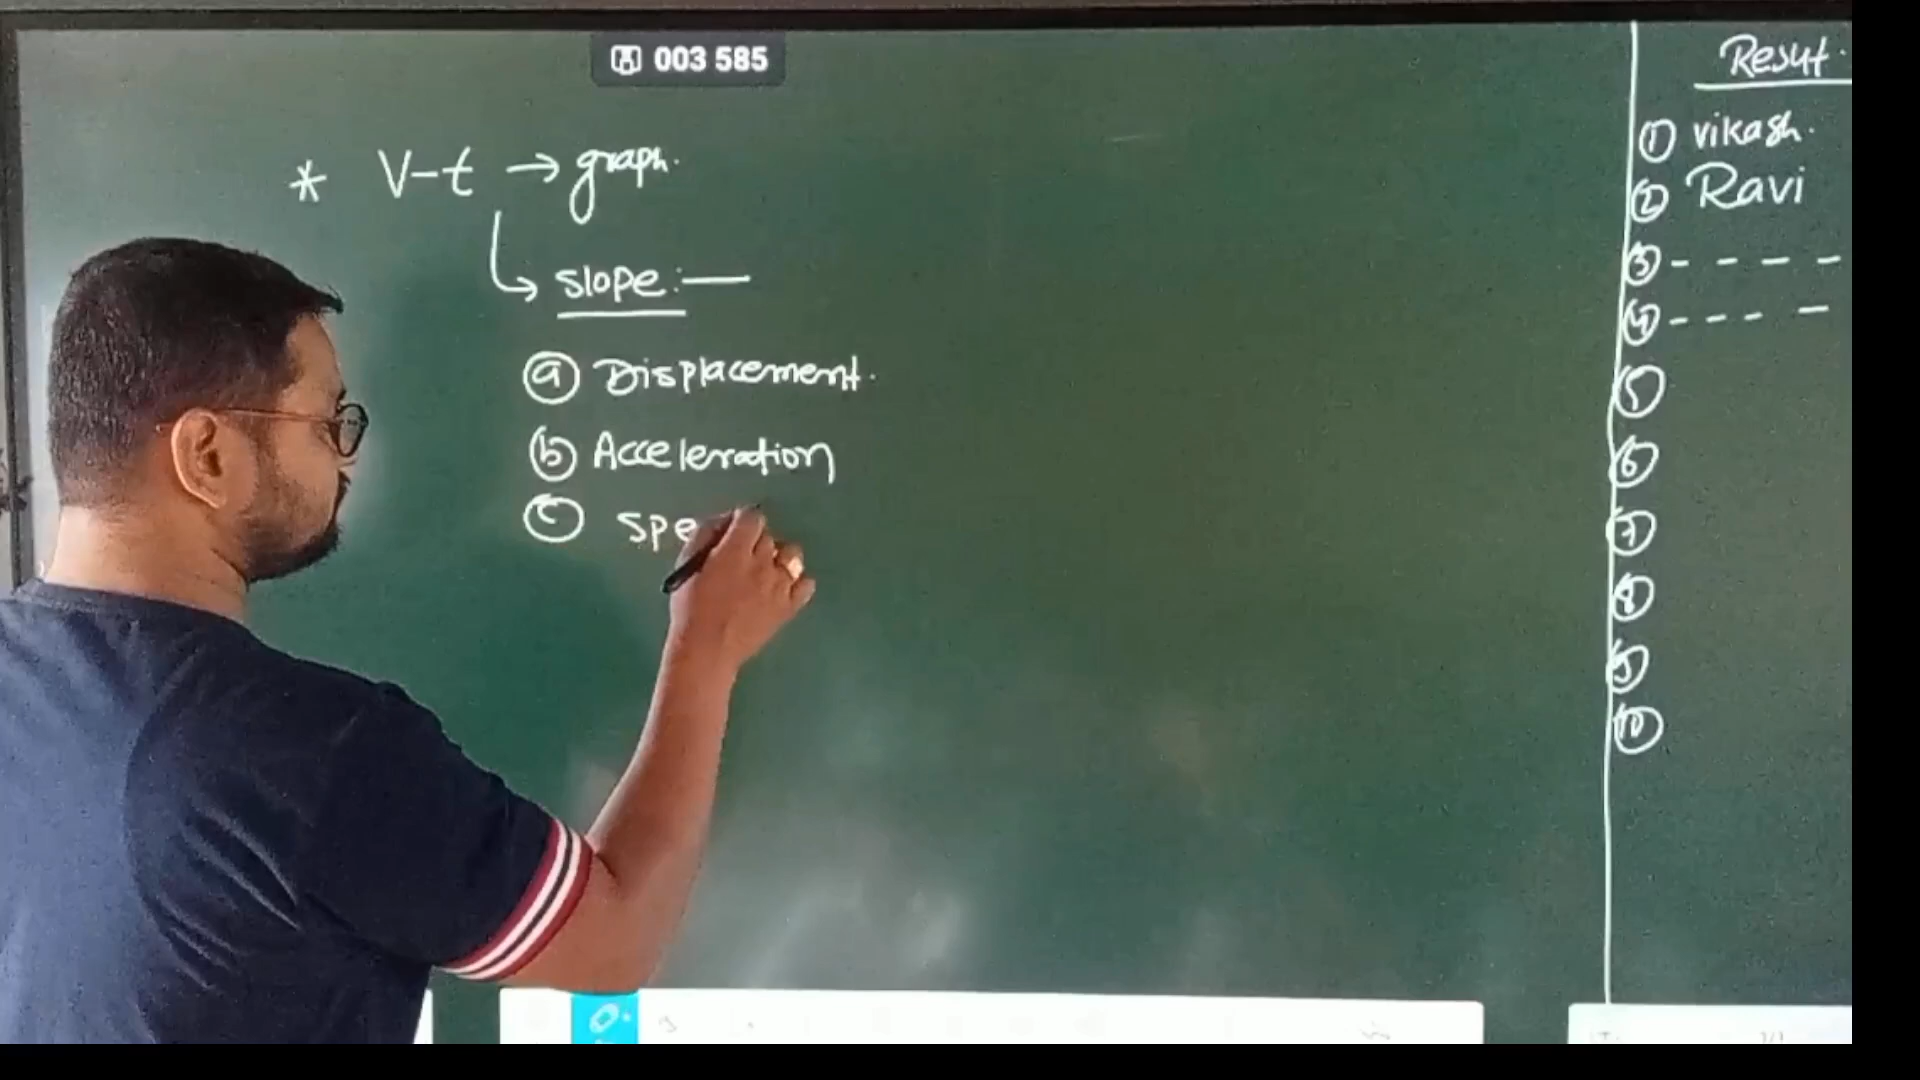 003 585
* V-t → graph.
↳ slope:—
ⓐ Displacement.
ⓑ Acceleration
ⓒ spe
Resut.
① vikash.
② Ravi
③ - - - -
④ - - - -
⑤
⑥
⑦
⑧
⑨
⑩